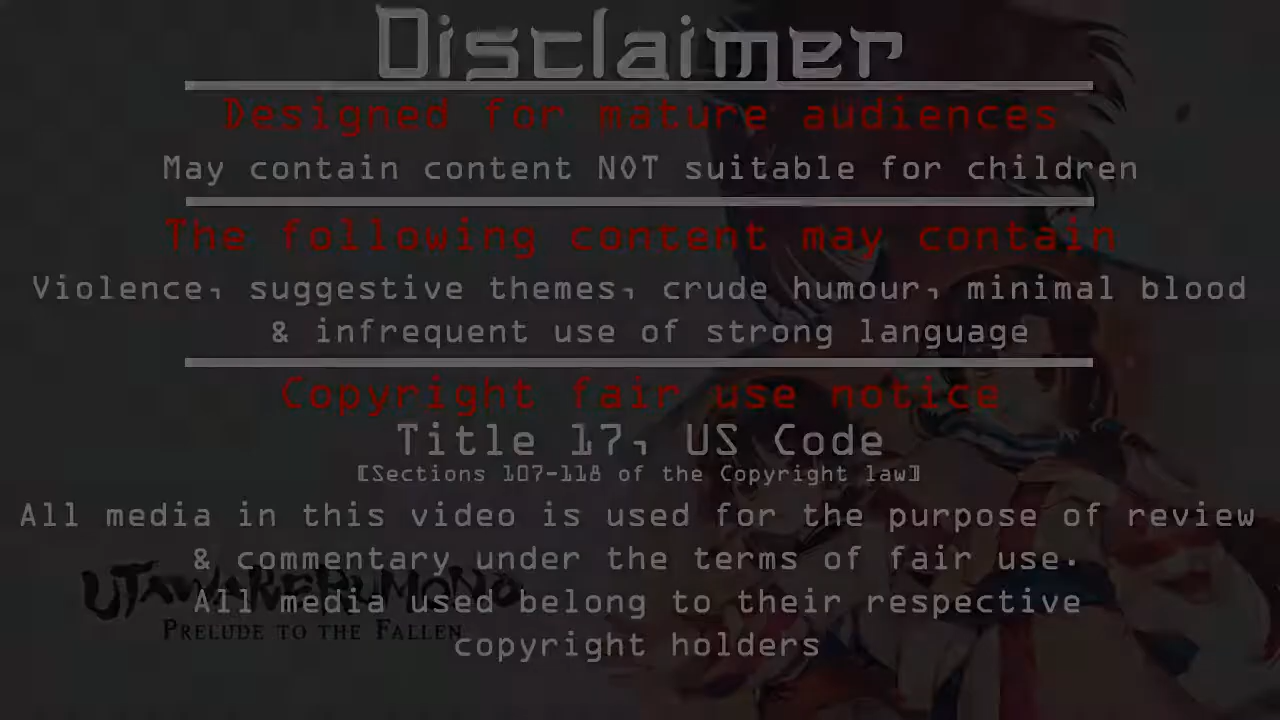 Disclaimer
Designed for mature audiences
May contain content NOT suitable for children
The following content may contain
Violence, suggestive themes, crude humour, minimal blood
& infrequent use of strong language
Copyright fair use notice
Title 17, US Code
[Sections 107-118 of the Copyright law]
All media in this video is used for the purpose of review
& commentary under the terms of fair use.
All media used belong to their respective
copyright holders
UTAWARERUMONO
PRELUDE TO THE FALLEN